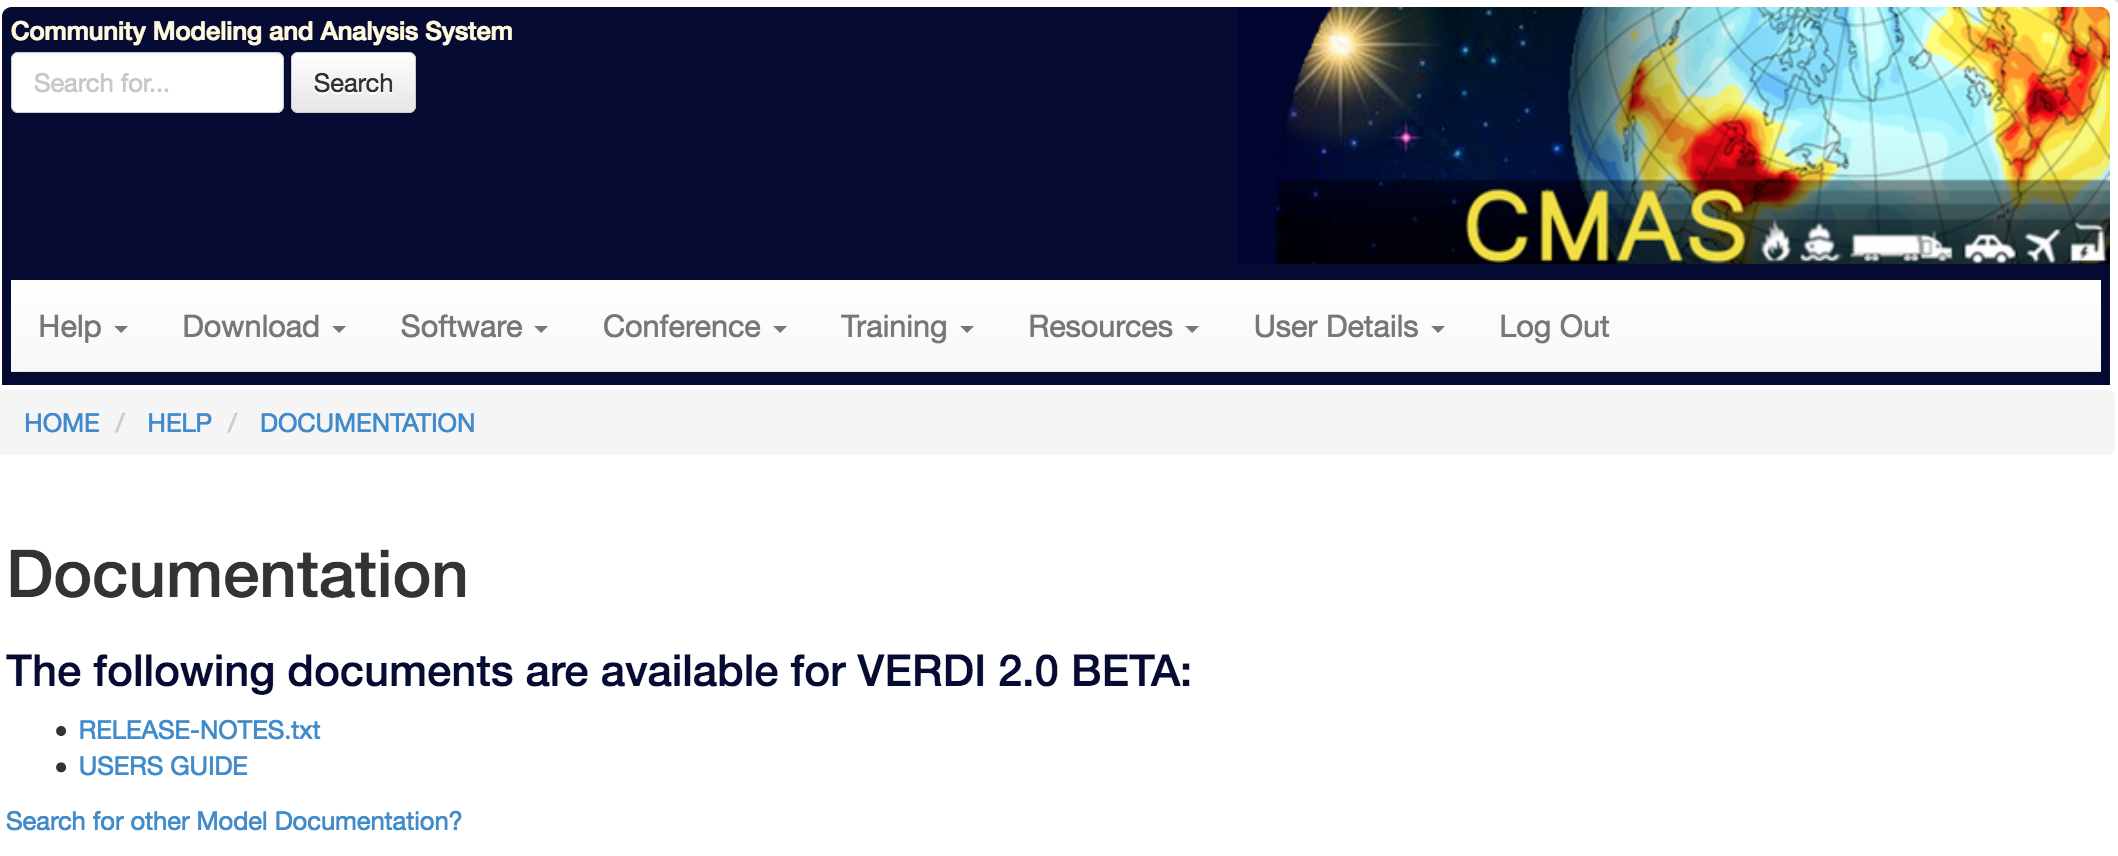 Community Modeling and Analysis System
Search for...
Search
CMAS
Help Download Software Conference Training Resources User Details Log Out
HOME / HELP / DOCUMENTATION
Documentation
The following documents are available for VERDI 2.0 BETA:
• RELEASE-NOTES.txt
• USERS GUIDE
Search for other Model Documentation?